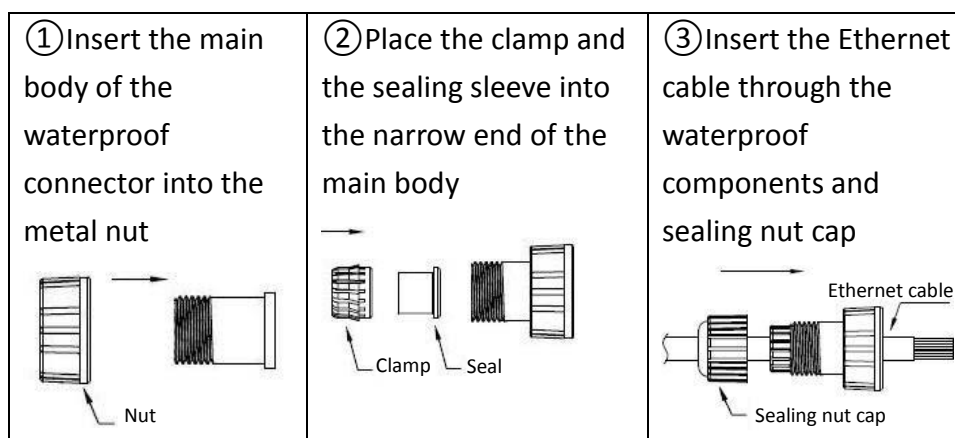 ①Insert the main
body of the
waterproof
connector into the
metal nut
Nut
②Place the clamp and
the sealing sleeve into
the narrow end of the
main body
Clamp
Seal
③Insert the Ethernet
cable through the
waterproof
components and
sealing nut cap
Ethernet cable
Sealing nut cap